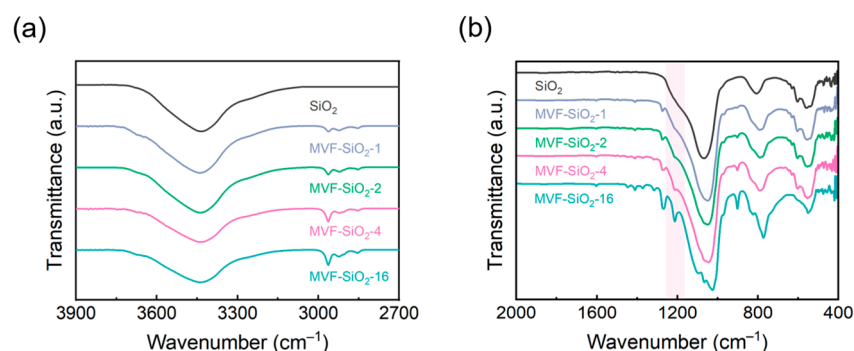 (a)
Transmittance (a.u.)
SiO₂
MVF-SiO₂-1
MVF-SiO₂-2
MVF-SiO₂-4
MVF-SiO₂-16
3900 3600 3300 3000 2700
Wavenumber (cm⁻¹)
(b)
Transmittance (a.u.)
SiO₂
MVF-SiO₂-1
MVF-SiO₂-2
MVF-SiO₂-4
MVF-SiO₂-16
2000 1600 1200 800 400
Wavenumber (cm⁻¹)